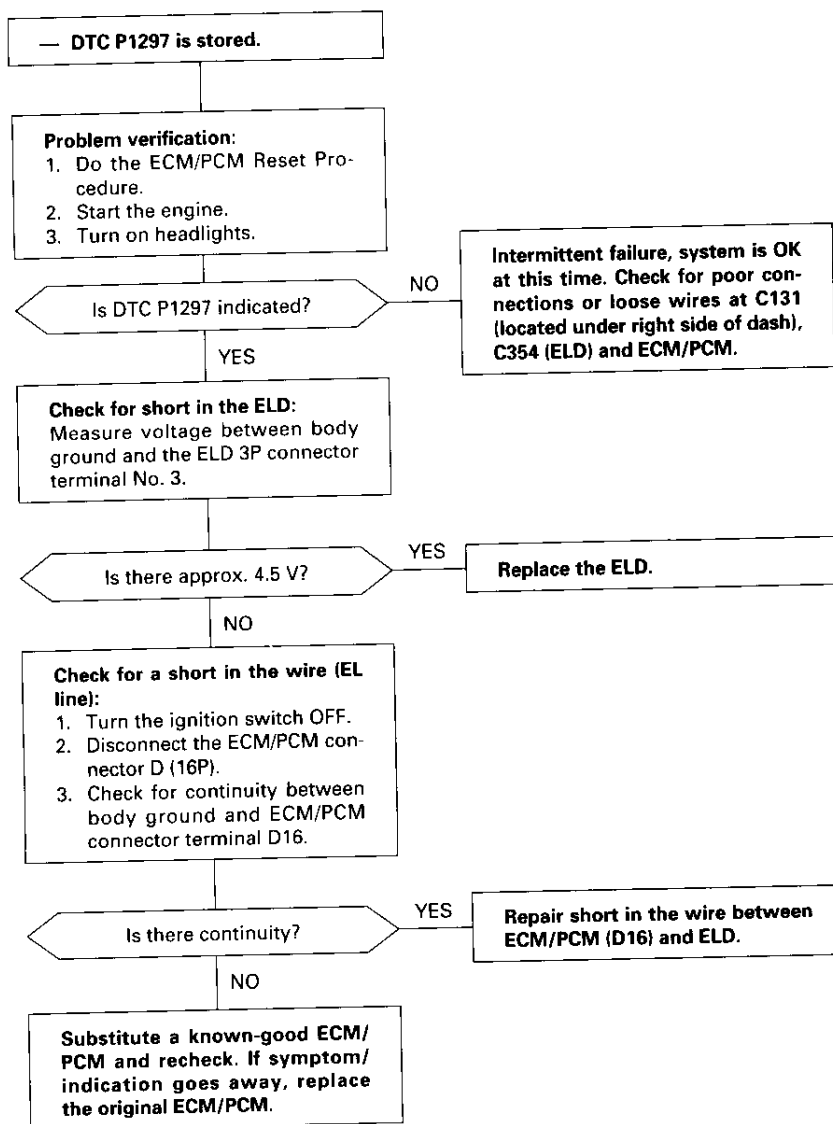 — DTC P1297 is stored.
Problem verification:
1. Do the ECM/PCM Reset Pro-
cedure.
2. Start the engine.
3. Turn on headlights.
Is DTC P1297 indicated?
NO
Intermittent failure, system is OK
at this time. Check for poor con-
nections or loose wires at C131
(located under right side of dash),
C354 (ELD) and ECM/PCM.
YES
Check for short in the ELD:
Measure voltage between body
ground and the ELD 3P connector
terminal No. 3.
Is there approx. 4.5 V?
YES
Replace the ELD.
NO
Check for a short in the wire (EL
line):
1. Turn the ignition switch OFF.
2. Disconnect the ECM/PCM con-
nector D (16P).
3. Check for continuity between
body ground and ECM/PCM
connector terminal D16.
Is there continuity?
YES
Repair short in the wire between
ECM/PCM (D16) and ELD.
NO
Substitute a known-good ECM/
PCM and recheck. If symptom/
indication goes away, replace
the original ECM/PCM.